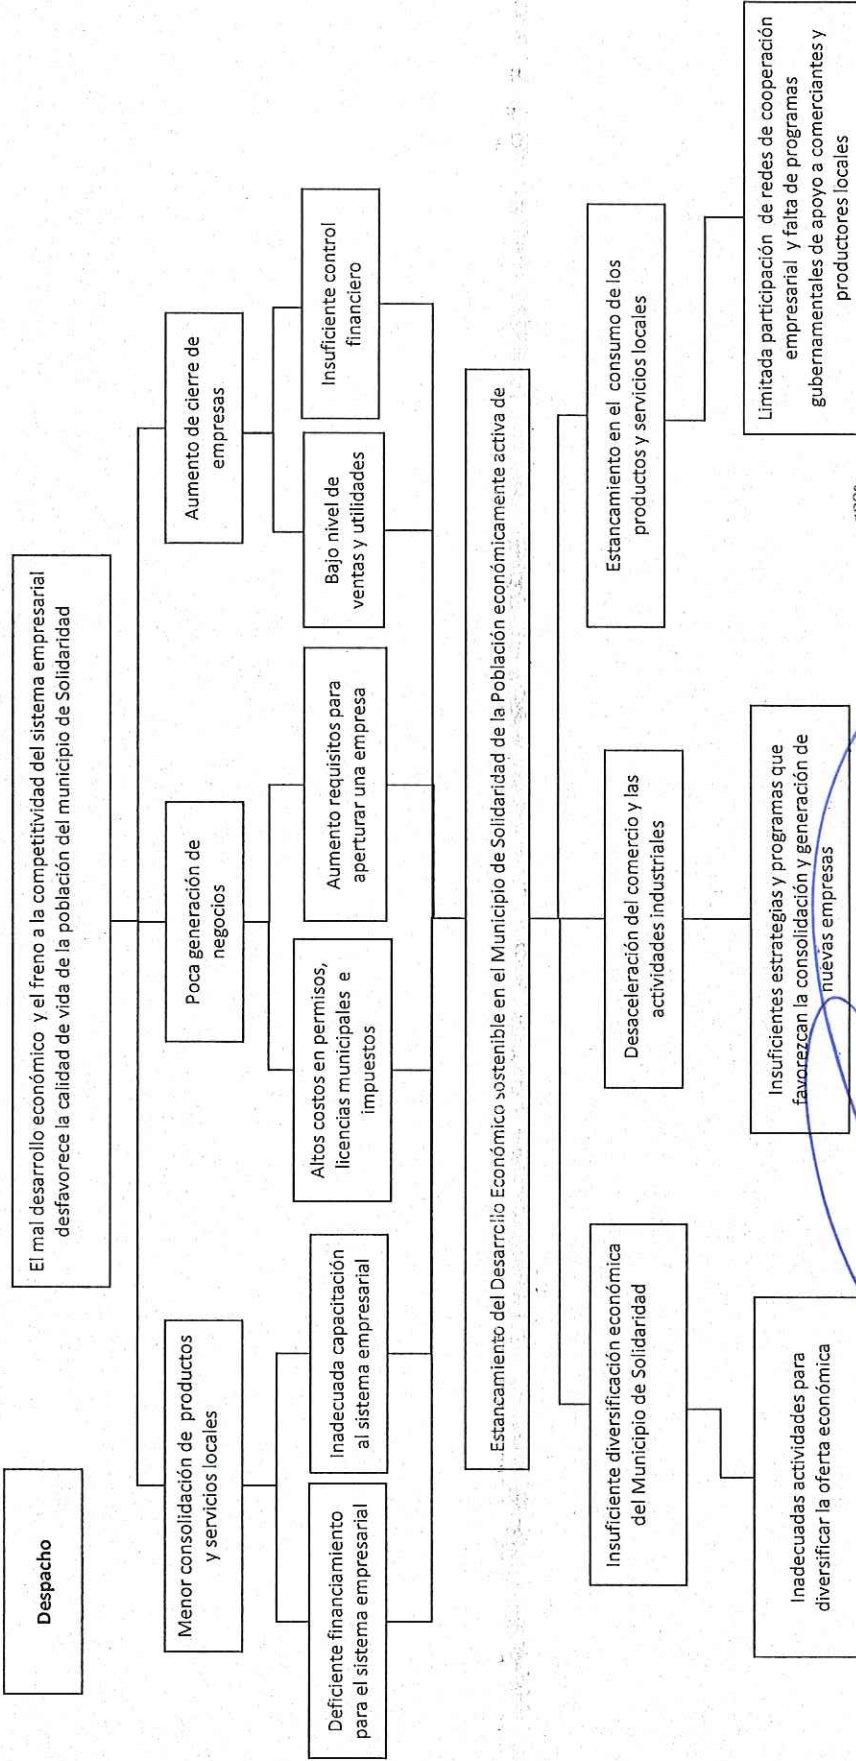 Despacho
El mal desarrollo económico y el freno a la competitividad del sistema empresarial
desfavorece la calidad de vida de la población del municipio de Solidaridad
Menor consolidación de productos
y servicios locales
Poca generación de
negocios
Aumento de cierre de
empresas
Deficiente financiamiento
para el sistema empresarial
Inadecuada capacitación
al sistema empresarial
Altos costos en permisos,
licencias municipales e
impuestos
Aumento requisitos para
aperturar una empresa
Bajo nivel de
ventas y utilidades
Insuficiente control
financiero
Estancamiento del Desarrollo Económico sostenible en el Municipio de Solidaridad de la Población económicamente activa de
Insuficiente diversificación económica
del Municipio de Solidaridad
Desaceleración del comercio y las
actividades industriales
Estancamiento en el consumo de los
productos y servicios locales
Inadecuadas actividades para
diversificar la oferta económica
Insuficientes estrategias y programas que
favorezcan la consolidación y generación de
nuevas empresas
Limitada participación de redes de cooperación
empresarial y falta de programas
gubernamentales de apoyo a comerciantes y
productores locales